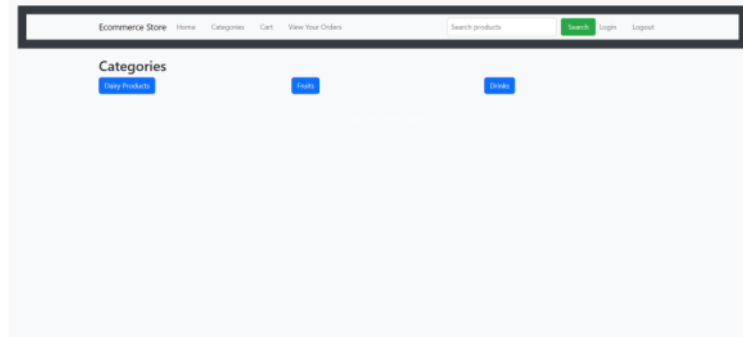 Ecommerce Store Home Categories Cart View Your Orders Search products Search Login Logout
Categories
Dairy Products Fruits Drinks